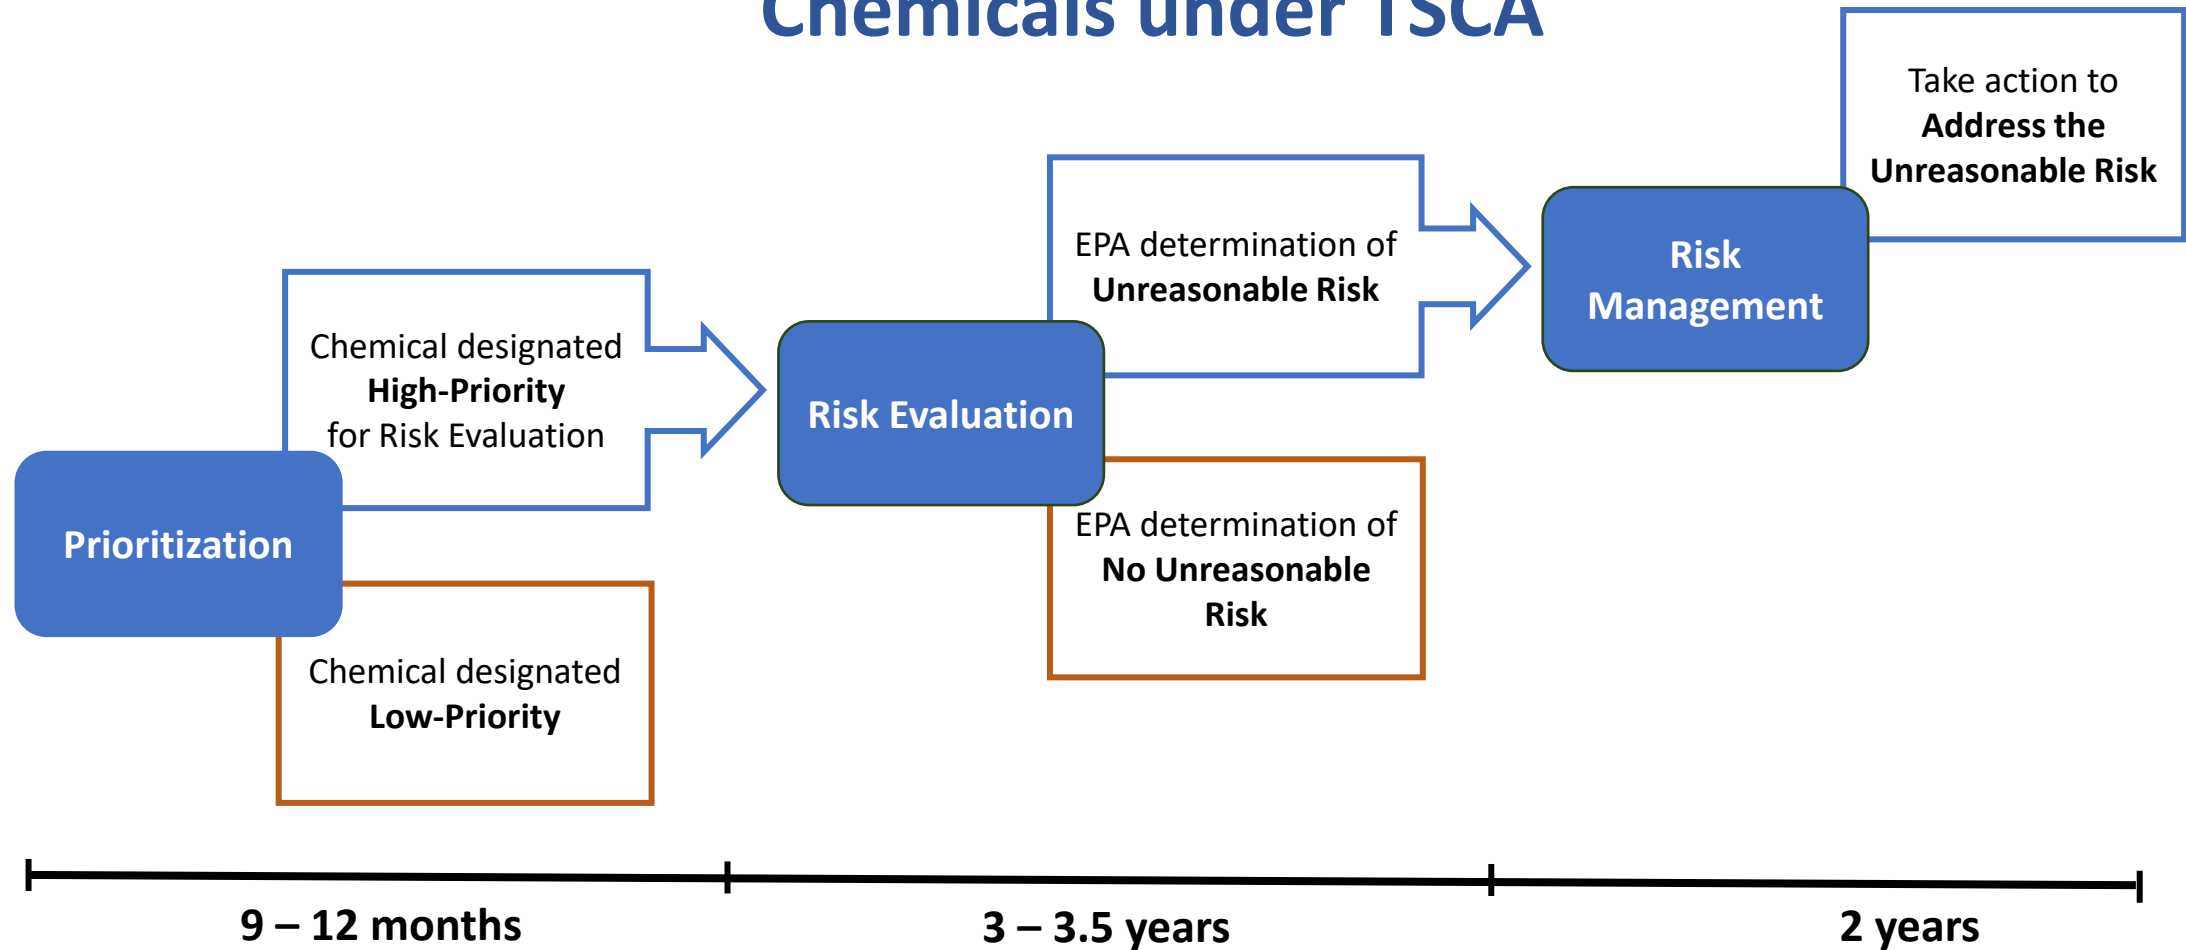 Chemicals under TSCA
Take action to
Address the
Unreasonable Risk
EPA determination of
Unreasonable Risk
Risk
Management
Chemical designated
High-Priority
for Risk Evaluation
Risk Evaluation
Prioritization
EPA determination of
No Unreasonable
Risk
Chemical designated
Low-Priority
9 – 12 months
3 – 3.5 years
2 years